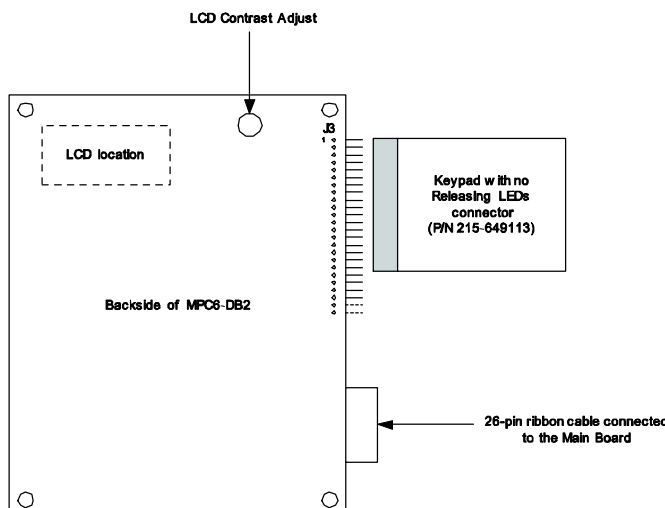 LCD Contrast Adjust
J3
1
LCD location
Keypad with no
Releasing LEDs
connector
(P/N 215-649113)
Backside of MPC6-DB2
26-pin ribbon cable connected
to the Main Board